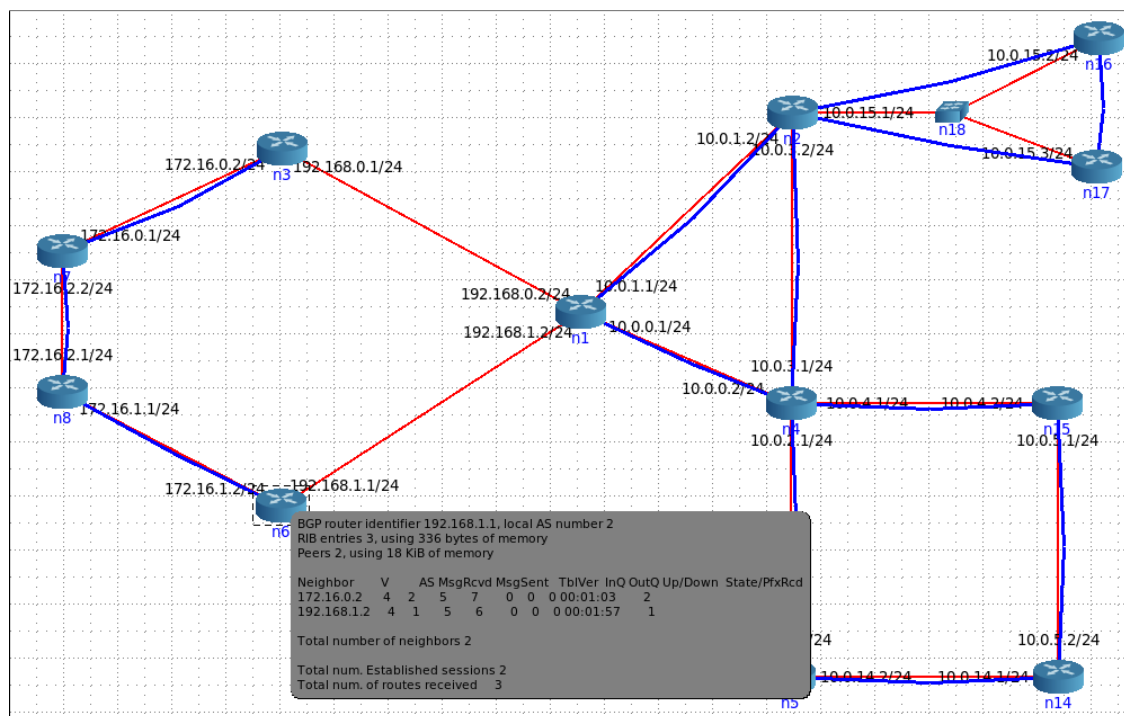 10.0.15.2/24
n16
10.0.15.1/24
n18
n2
10.0.1.2/24
10.0.3.2/24
10.0.15.3/24
n17
172.16.0.2/24
192.168.0.1/24
n3
172.16.0.1/24
n7
172.16.2.2/24
10.0.1.1/24
192.168.0.2/24
192.168.1.2/24
10.0.0.1/24
n1
172.16.2.1/24
10.0.3.1/24
10.0.0.2/24
172.16.1.1/24
n8
10.0.4.1/24
10.0.4.2/24
n4
n15
10.0.2.1/24
10.0.5.1/24
172.16.1.2/24
192.168.1.1/24
n6
BGP router identifier 192.168.1.1, local AS number 2
RIB entries 3, using 336 bytes of memory
Peers 2, using 18 KiB of memory
Neighbor V AS MsgRcvd MsgSent TblVer InQ OutQ Up/Down State/PfxRcd
172.16.0.2 4 2 5 7 0 0 0 00:01:03 2
192.168.1.2 4 1 5 6 0 0 0 00:01:57 1
Total number of neighbors 2
Total num. Established sessions 2
Total num. of routes received 3
/24
10.0.5.2/24
10.0.14.2/24
10.0.14.1/24
n5
n14